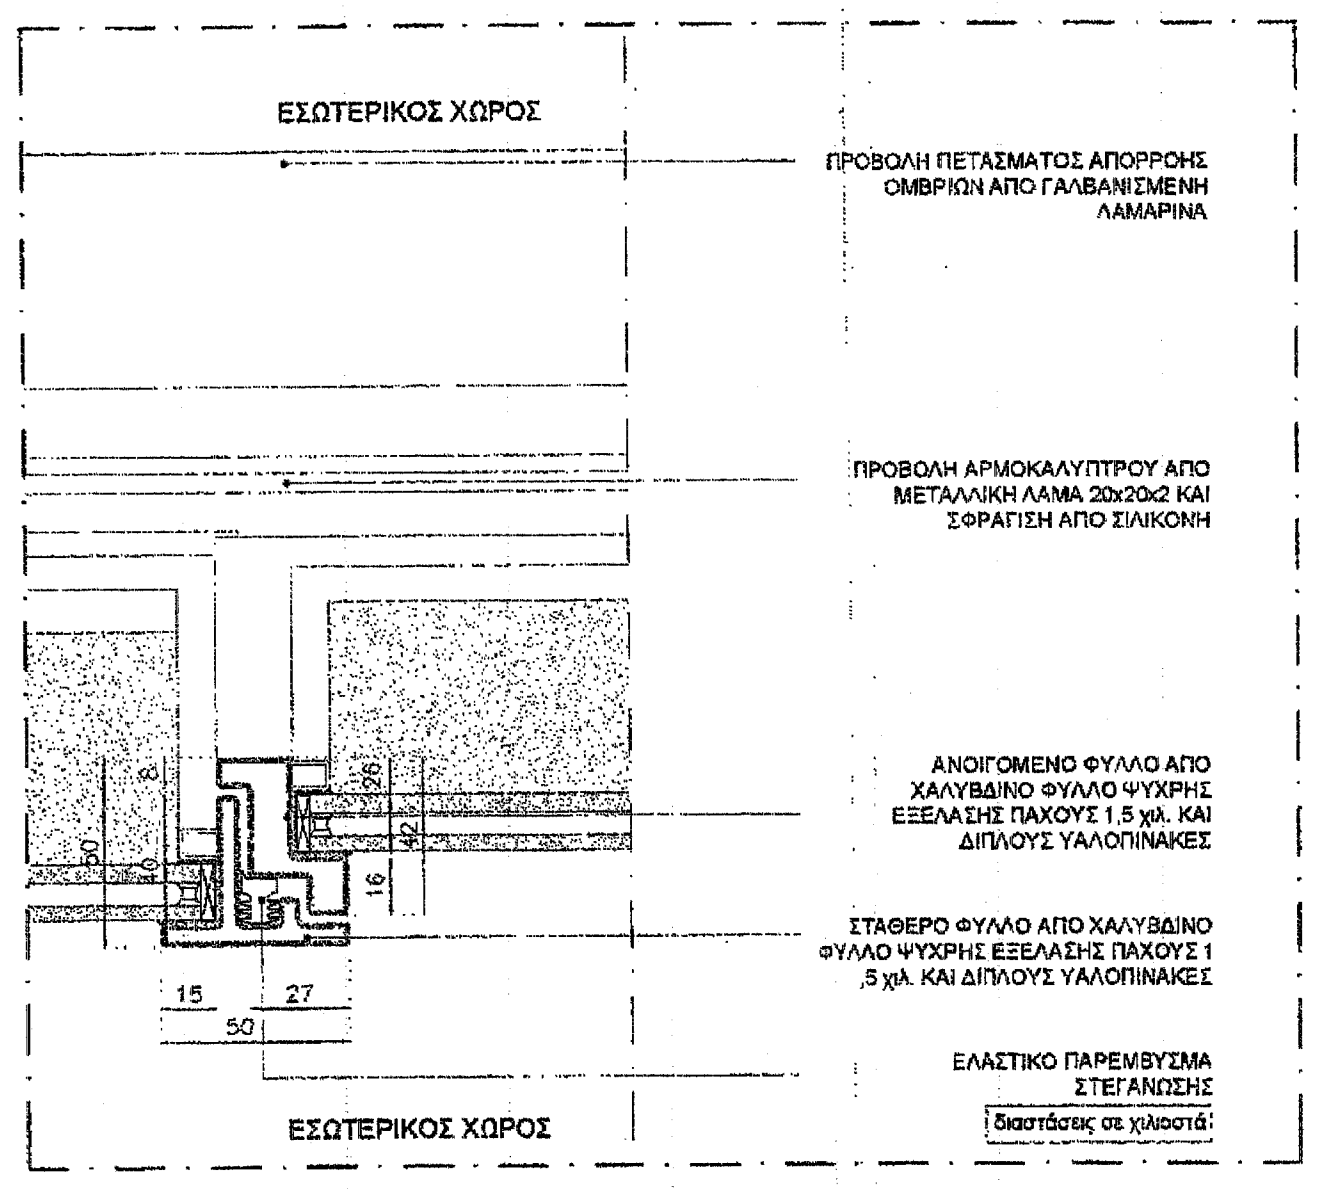 ΕΣΩΤΕΡΙΚΟΣ ΧΩΡΟΣ
ΠΡΟΒΟΛΗ ΠΕΤΑΣΜΑΤΟΣ ΑΠΟΡΡΟΗΣ
ΟΜΒΡΙΩΝ ΑΠΟ ΓΑΛΒΑΝΙΣΜΕΝΗ
ΛΑΜΑΡΙΝΑ
ΠΡΟΒΟΛΗ ΑΡΜΟΚΑΛΥΠΤΡΟΥ ΑΠΟ
ΜΕΤΑΛΛΙΚΗ ΛΑΜΑ 20x20x2 ΚΑΙ
ΣΦΡΑΓΙΣΗ ΑΠΟ ΣΙΛΙΚΟΝΗ
ΑΝΟΙΓΟΜΕΝΟ ΦΥΛΛΟ ΑΠΟ
ΧΑΛΥΒΔΙΝΟ ΦΥΛΛΟ ΨΥΧΡΗΣ
ΕΞΕΛΑΣΗΣ ΠΑΧΟΥΣ 1,5 χιλ. ΚΑΙ
ΔΙΠΛΟΥΣ ΥΑΛΟΠΙΝΑΚΕΣ
8
26
42
40
16
ΣΤΑΘΕΡΟ ΦΥΛΛΟ ΑΠΟ ΧΑΛΥΒΔΙΝΟ
ΦΥΛΛΟ ΨΥΧΡΗΣ ΕΞΕΛΑΣΗΣ ΠΑΧΟΥΣ 1
,5 χιλ. ΚΑΙ ΔΙΠΛΟΥΣ ΥΑΛΟΠΙΝΑΚΕΣ
15
27
50
ΕΛΑΣΤΙΚΟ ΠΑΡΕΜΒΥΣΜΑ
ΣΤΕΓΑΝΩΣΗΣ
διαστάσεις σε χιλιοστά
ΕΣΩΤΕΡΙΚΟΣ ΧΩΡΟΣ